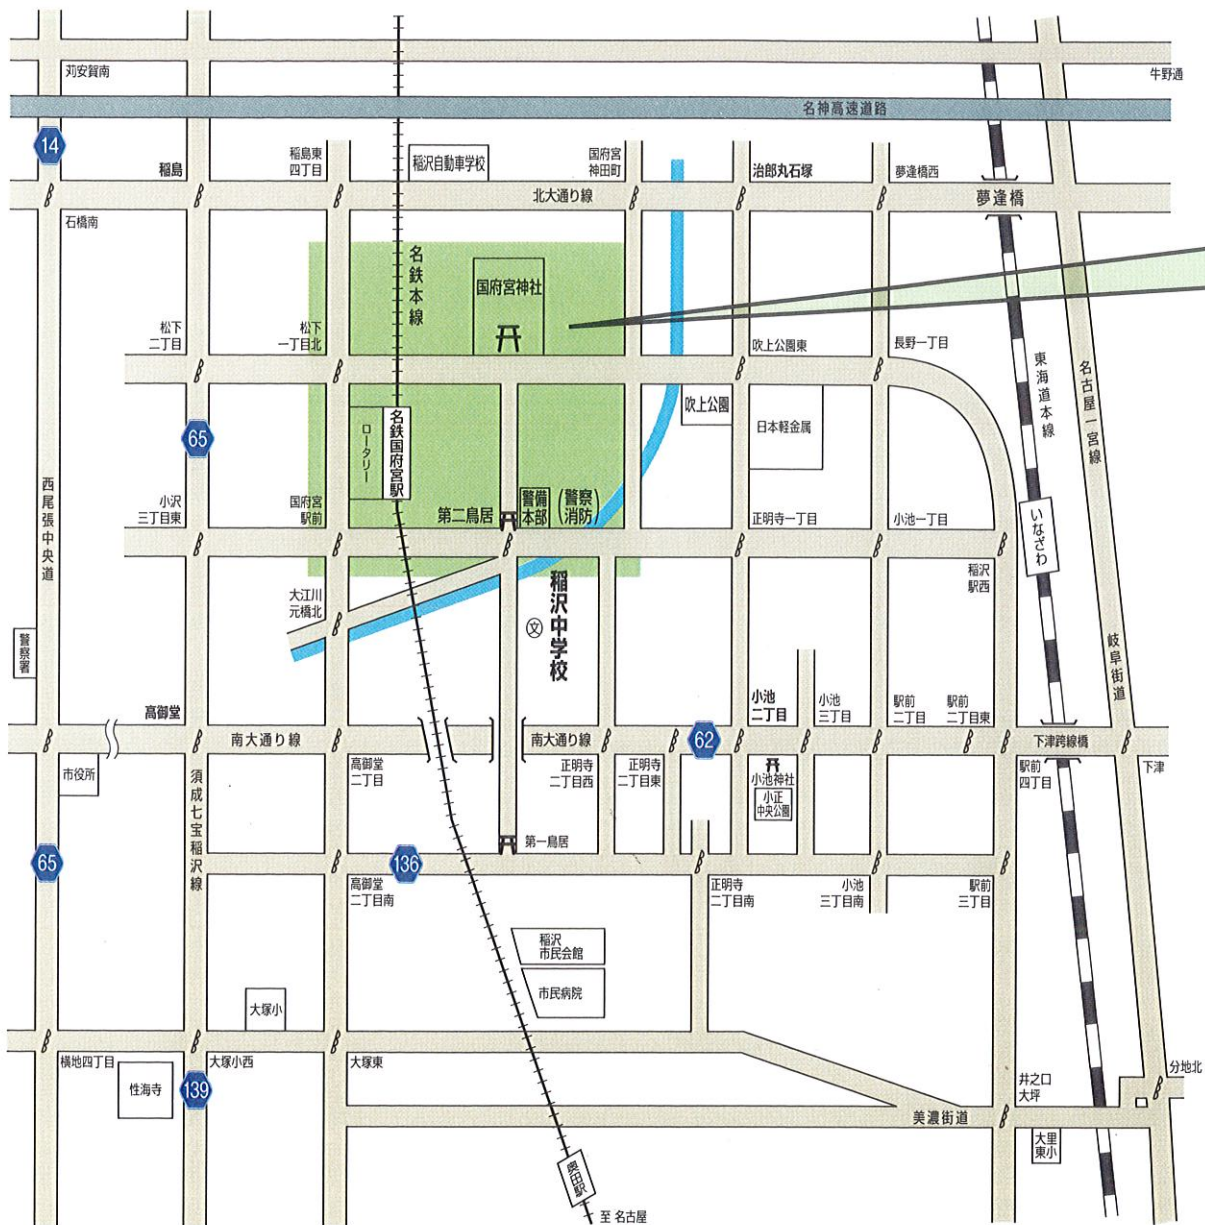 苅安賀南
牛野通
名神高速道路
14
稲島
稲島東
四丁目
稲沢自動車学校
国府宮
神田町
治郎丸石塚
夢逢橋西
北大通り線
夢逢橋
石橋南
名鉄本線
国府宮神社
松下
二丁目
松下
一丁目北
吹上公園東
長野一丁目
東海道本線
名古屋一宮線
65
ロータリー
名鉄国府宮駅
吹上公園
日本軽金属
西尾張中央道
小沢
三丁目東
国府宮
駅前
第二鳥居
警備
本部
(警察
消防)
正明寺一丁目
小池一丁目
いなざわ
稲沢
駅西
大江川
元橋北
稲沢中学校
文
警察署
岐阜街道
高御堂
小池
二丁目
小池
三丁目
駅前
二丁目
駅前
二丁目東
南大通り線
南大通り線
62
下津跨線橋
市役所
須成七宝稲沢線
高御堂
二丁目
正明寺
二丁目西
正明寺
二丁目東
小池神社
小正
中央公園
駅前
四丁目
下津
第一鳥居
65
136
高御堂
二丁目南
正明寺
二丁目南
小池
三丁目南
駅前
三丁目
稲沢
市民会館
市民病院
大塚小
横地四丁目
大塚小西
大塚東
性海寺
139
井之口
大坪
分地北
美濃街道
大里
東小
奥田駅
至 名古屋